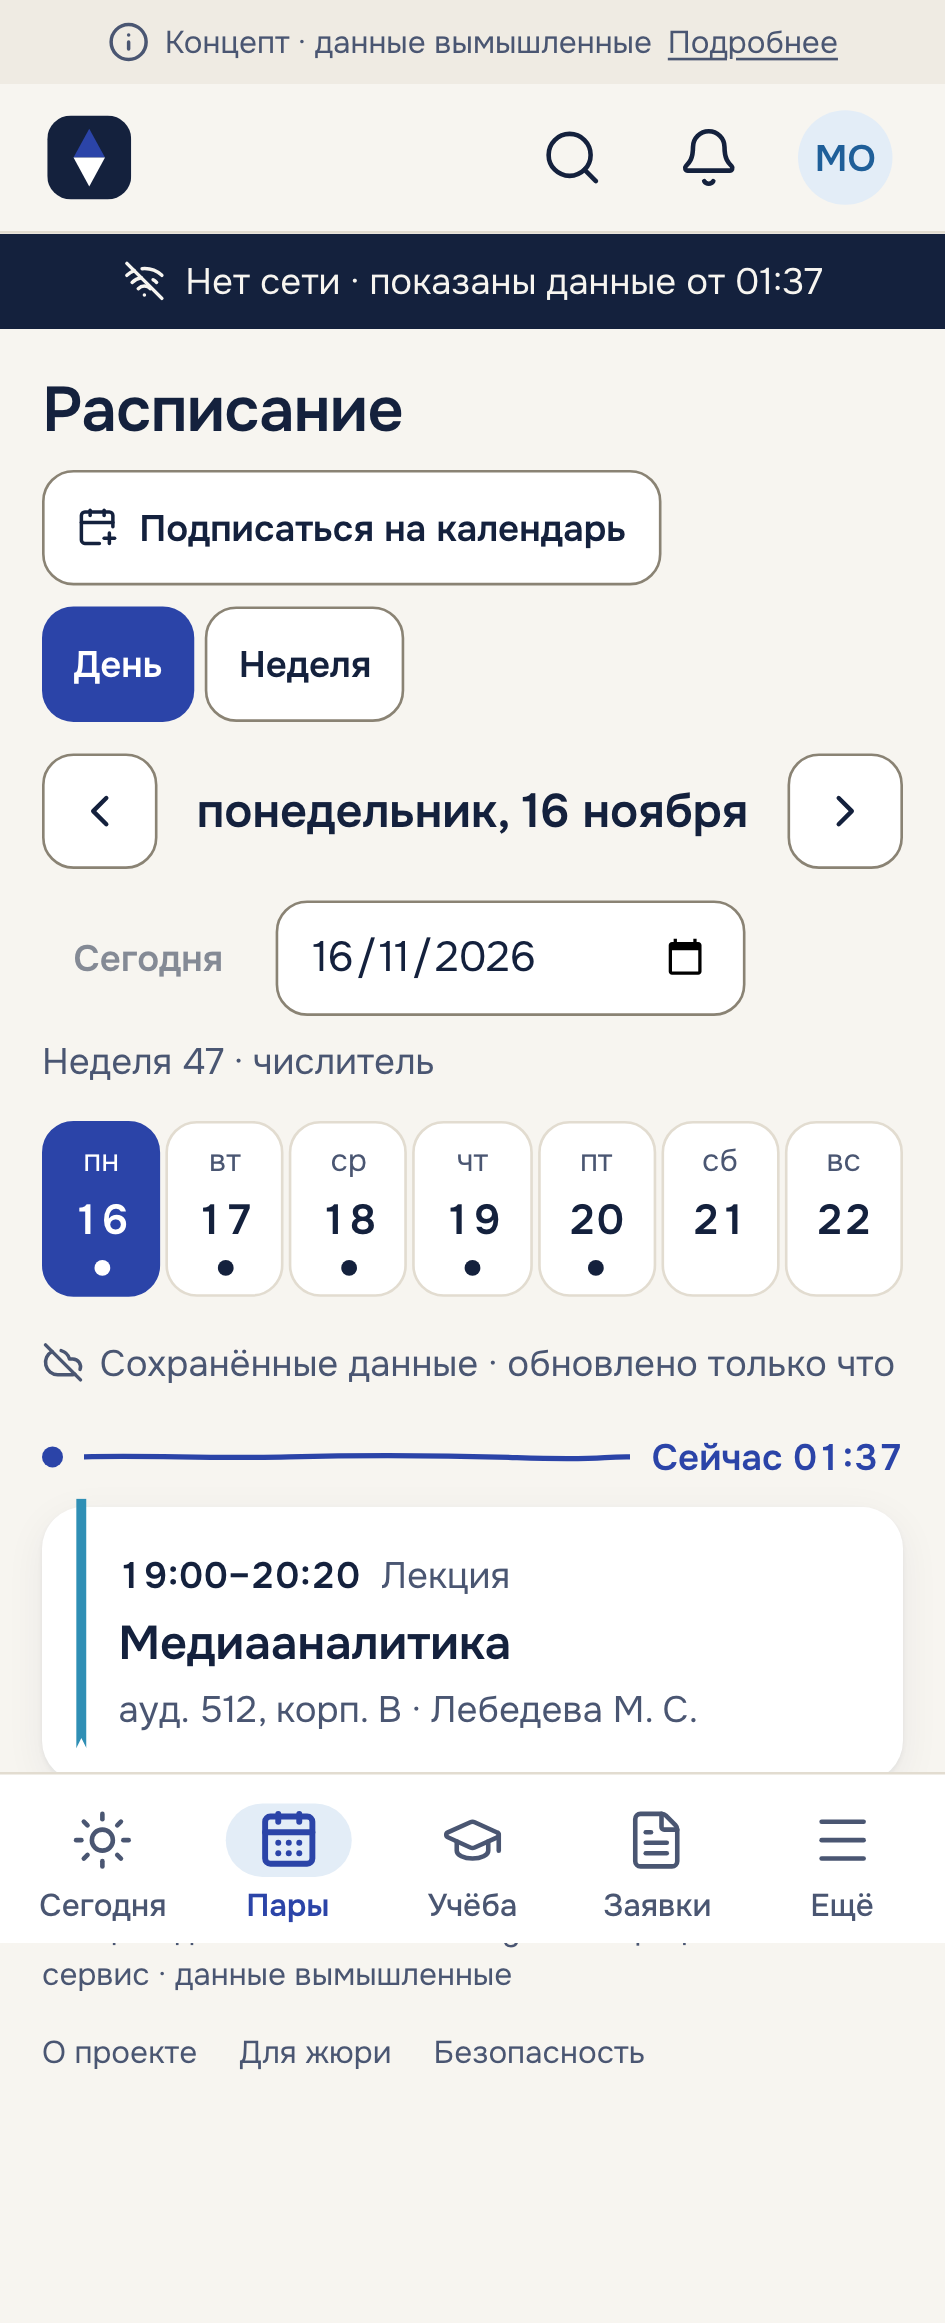 Концепт · данные вымышленные Подробнее
МО
Нет сети · показаны данные от 01:37
Расписание
Подписаться на календарь
День Неделя
понедельник, 16 ноября
Сегодня 16/11/2026
Неделя 47 · числитель
пн вт ср чт пт сб вс
16 17 18 19 20 21 22
Сохранённые данные · обновлено только что
Сейчас 01:37
19:00–20:20 Лекция
Медиааналитика
ауд. 512, корп. В · Лебедева М. С.
Сегодня Пары Учёба Заявки Ещё
сервис · данные вымышленные
О проекте Для жюри Безопасность